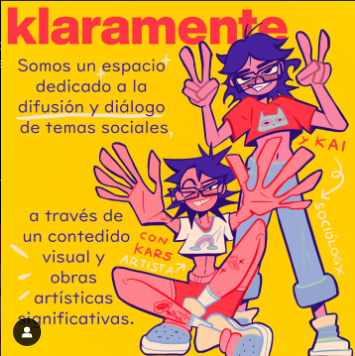 klaramente
Somos un espacio
dedicado a la
difusión y diálogo
de temas sociales,
y KAI
SOCIÓLOGX
a través de
un contedido
visual y
obras
artísticas
significativas.
CON
KARS
ARTISTA